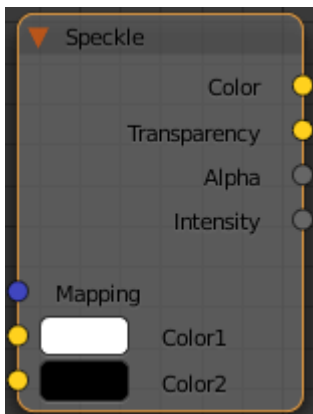 Speckle
Color
Transparency
Alpha
Intensity
Mapping
Color1
Color2